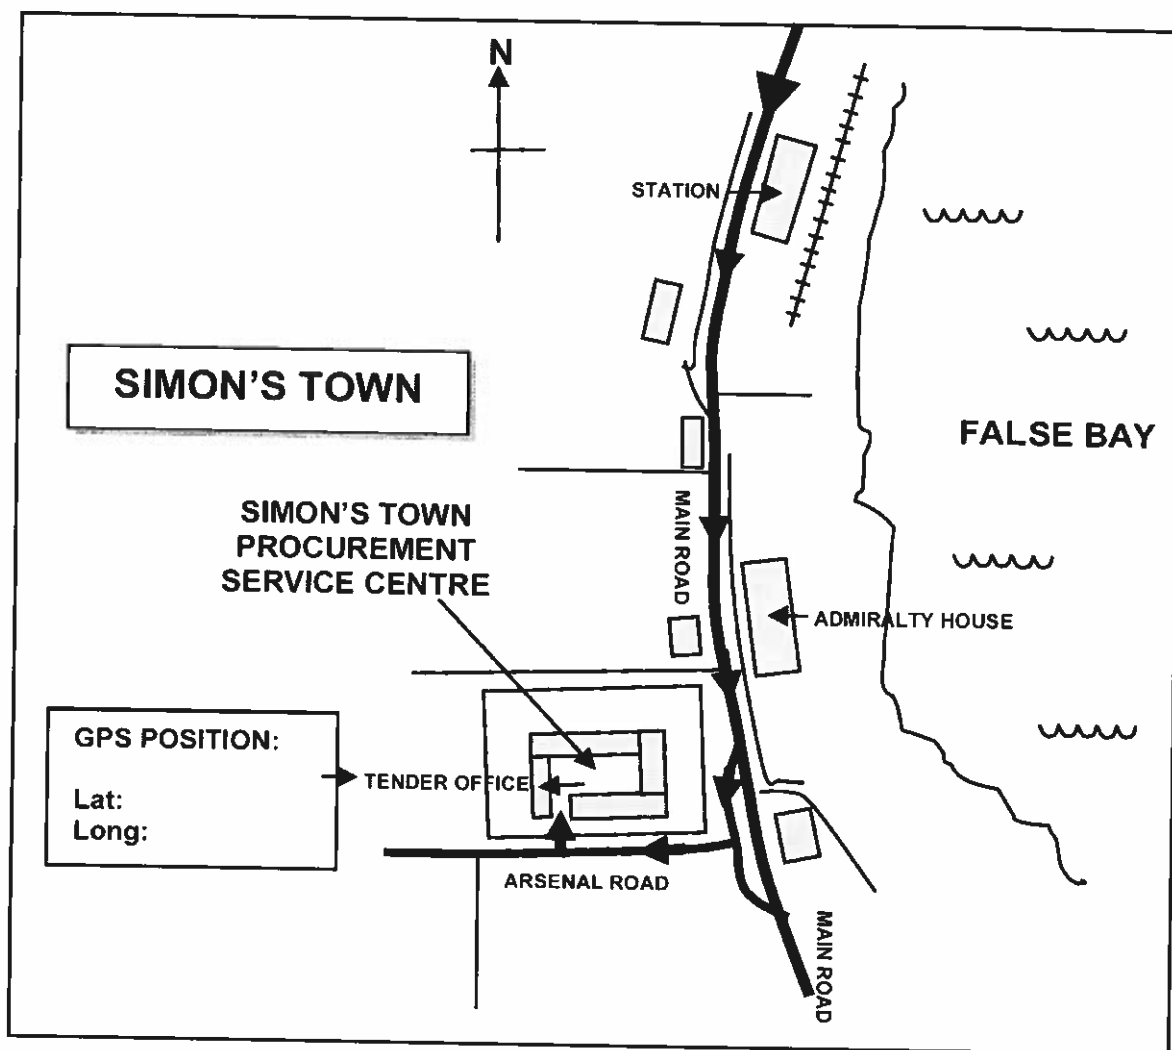 N
STATION
SIMON'S TOWN
FALSE BAY
SIMON'S TOWN
PROCUREMENT
SERVICE CENTRE
MAIN ROAD
ADMIRALTY HOUSE
GPS POSITION:
Lat:
Long:
TENDER OFFICE
ARSENAL ROAD
MAIN ROAD